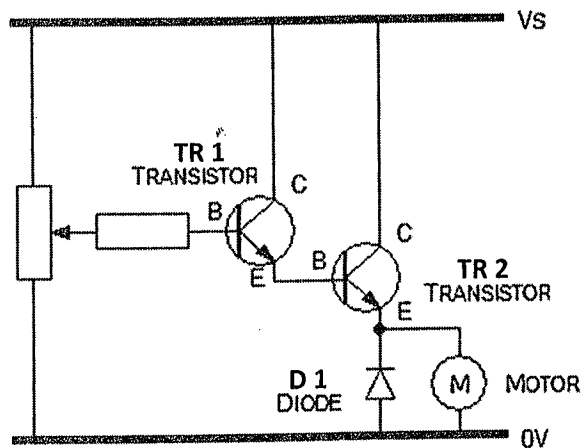 Vs
TR 1
TRANSISTOR
C
B
E
C
B
TR 2
TRANSISTOR
E
D 1
DIODE
M
MOTOR
0V